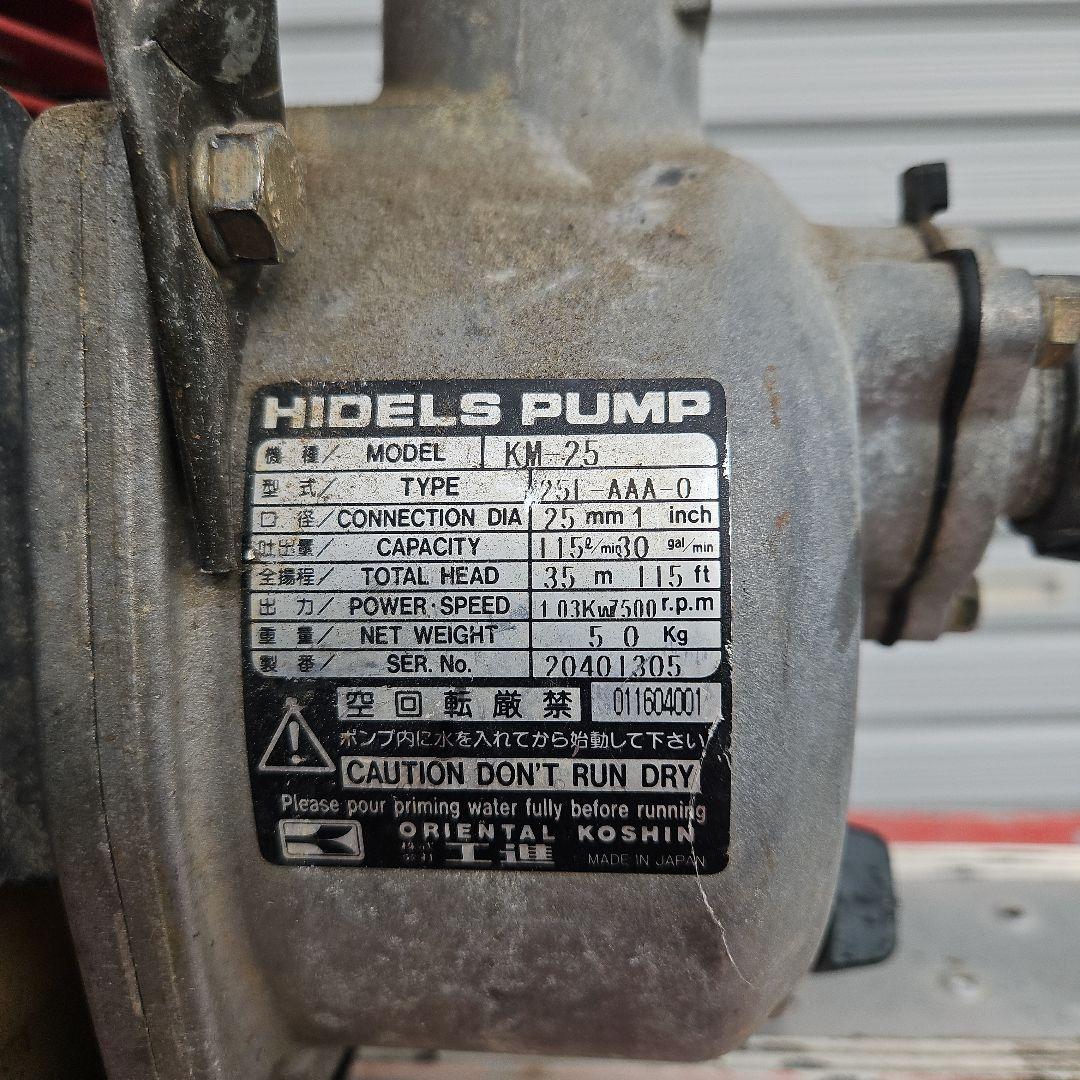 HIDELS PUMP
機種/ MODEL KM-25
型式/ TYPE 251-AAA-0
口径/ CONNECTION DIA 25 mm 1 inch
吐出量/ CAPACITY 115ℓ/min 30 gal/min
全揚程/ TOTAL HEAD 35 m 115 ft
出力/ POWER·SPEED 1.03Kw/7500 r.p.m
重量/ NET WEIGHT 5 0 Kg
製番/ SER. No. 20401305
空回転厳禁 011604001
ポンプ内に水を入れてから始動して下さい
CAUTION DON'T RUN DRY
Please pour priming water fully before running
ORIENTAL KOSHIN
工進 MADE IN JAPAN